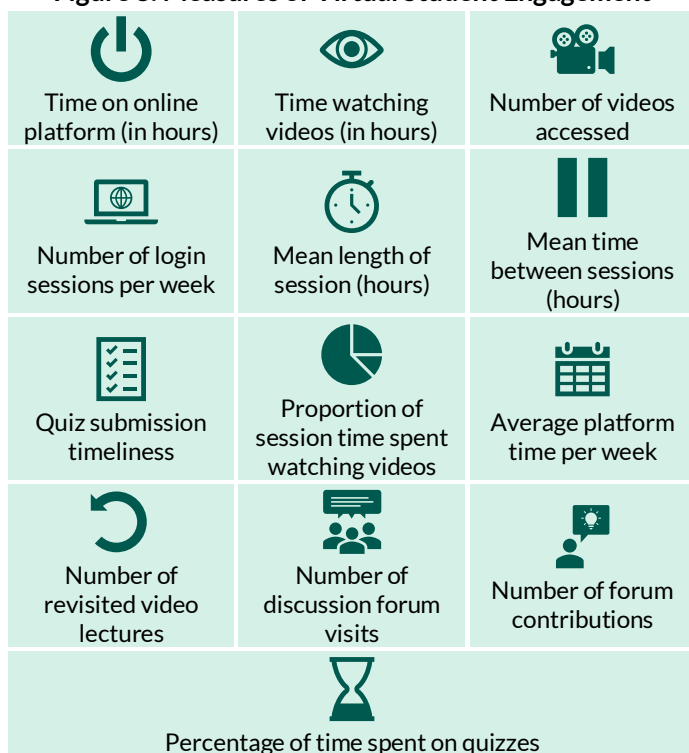 Time on online
platform (in hours)
Time watching
videos (in hours)
Number of videos
accessed
Number of login
sessions per week
Mean length of
session (hours)
Mean time
between sessions
(hours)
Quiz submission
timeliness
Proportion of
session time spent
watching videos
Average platform
time per week
Number of
revisited video
lectures
Number of
discussion forum
visits
Number of forum
contributions
Percentage of time spent on quizzes